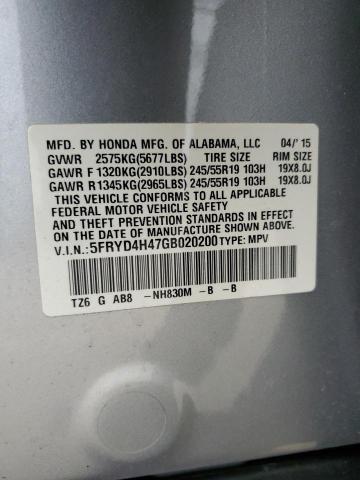 MFD. BY HONDA MFG. OF ALABAMA, LLC 04/'15
GVWR 2575KG(5677LBS) TIRE SIZE RIM SIZE
GAWR F 1320KG(2910LBS) 245/55R19 103H 19X8.0J
GAWR R 1345KG(2965LBS) 245/55R19 103H 19X8.0J
THIS VEHICLE CONFORMS TO ALL APPLICABLE
FEDERAL MOTOR VEHICLE SAFETY, BUMPER,
AND THEFT PREVENTION STANDARDS IN EFFECT
ON THE DATE OF MANUFACTURE SHOWN ABOVE.
V.I.N.:5FRYD4H47GB020200 TYPE: MPV
TZ6 G AB8 -NH830M -B -B